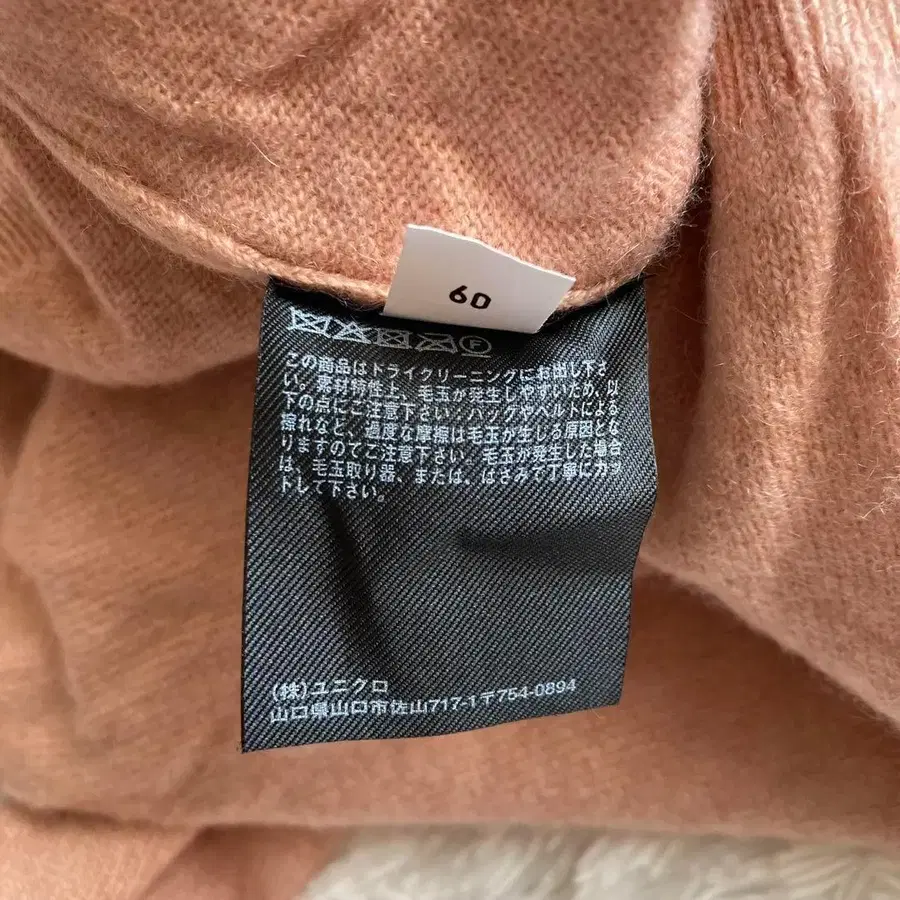 60
F
この商品はドライクリーニングにお出し下さ
い。素材特性上、毛玉が発生しやすいため、以
下の点にご注意下さい：バッグやベルトによる
擦れなど、過度な摩擦は毛玉が生じる原因とな
りますのでご注意下さい／毛玉が発生した場合
は、毛玉取り器、または、はさみで丁寧にカッ
トして下さい。
(株)ユニクロ
山口県山口市佐山717-1〒754-0894